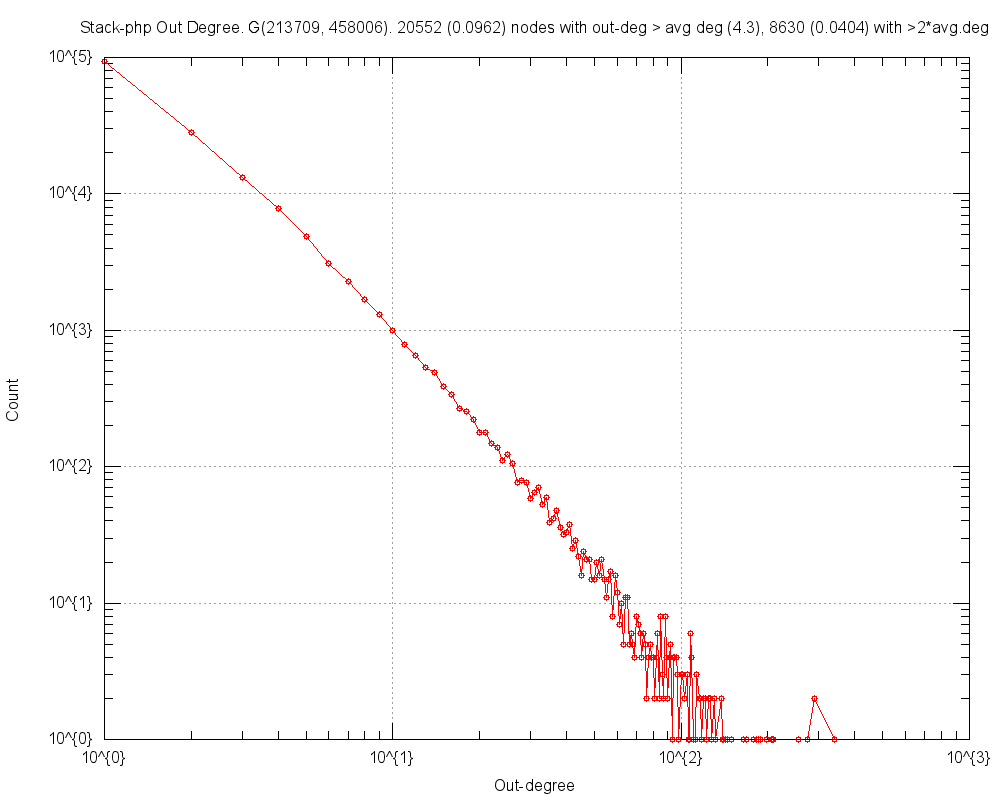 Stack-php Out Degree. G(213709, 458006). 20552 (0.0962) nodes with out-deg > avg deg (4.3), 8630 (0.0404) with >2*avg.deg
10^{5}
10^{4}
10^{3}
10^{2}
10^{1}
10^{0}
Count
10^{0} 10^{1} 10^{2} 10^{3}
Out-degree